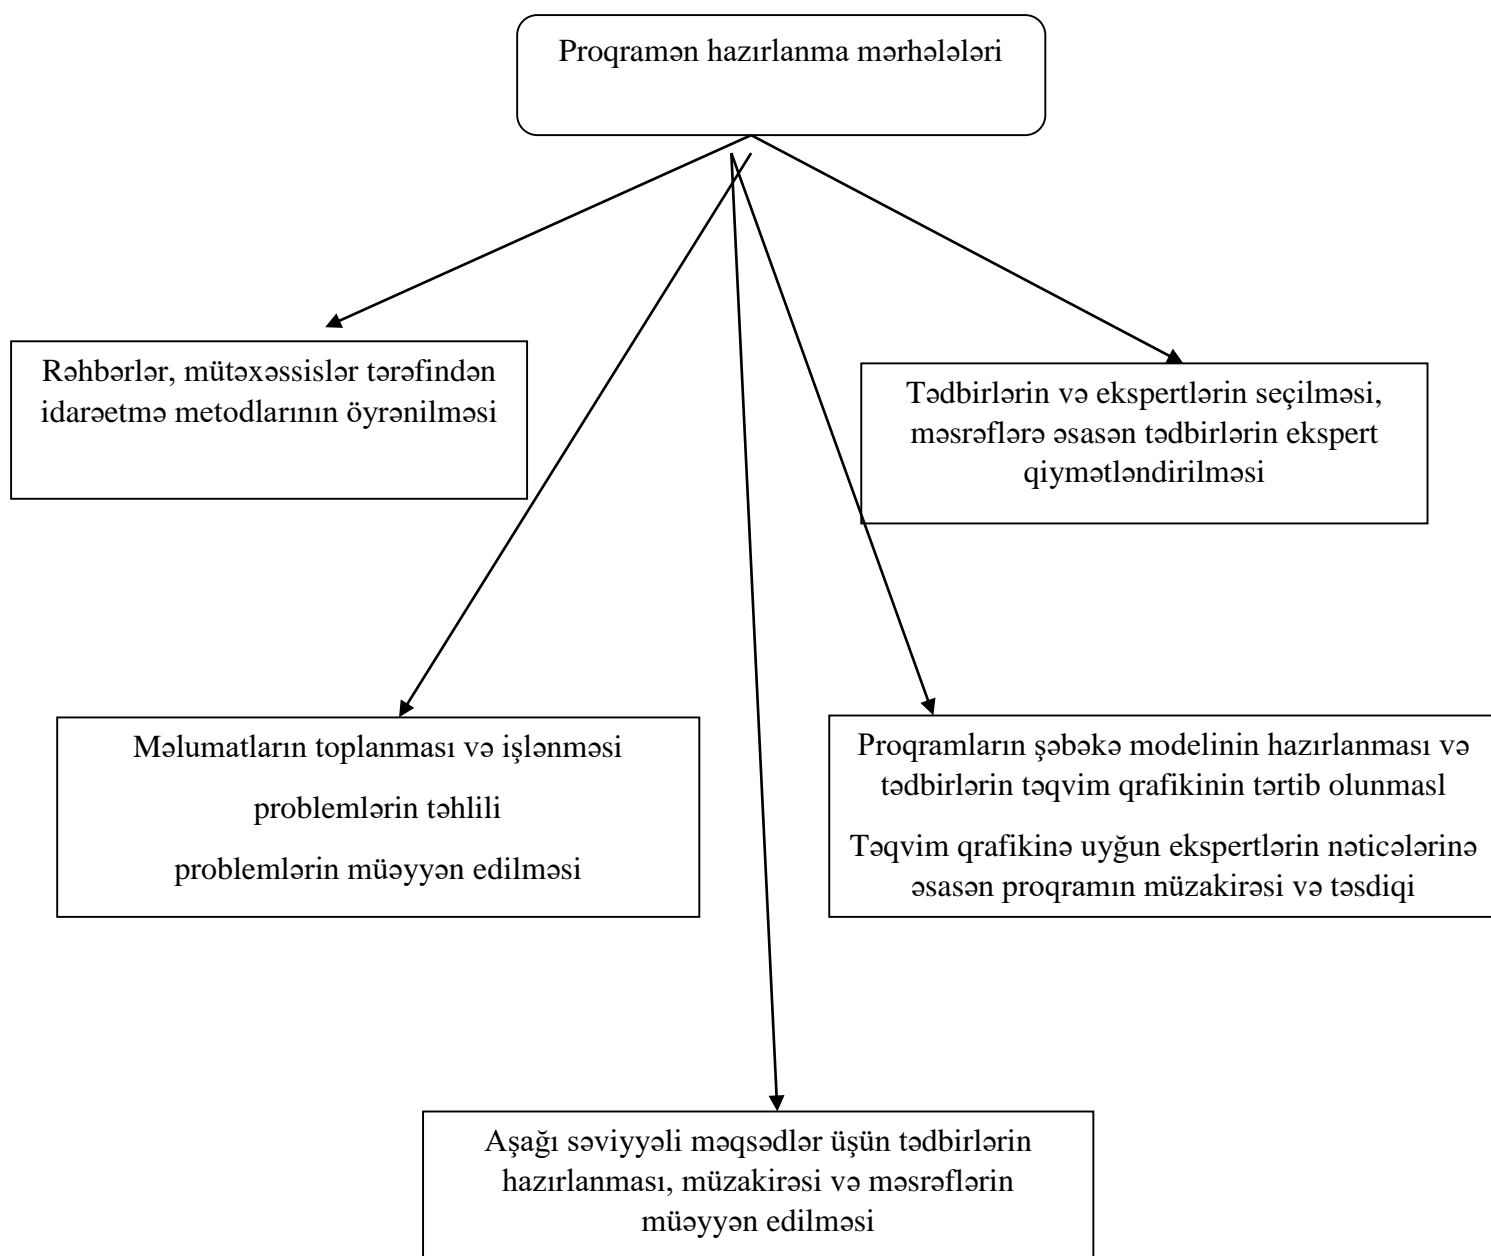 Proqramən hazırlanma mərhələləri
Rəhbərlər, mütəxəssislər tərəfindən
idarəetmə metodlarının öyrənilməsi
Tədbirlərin və ekspertlərin seçilməsi,
məsrəflərə əsasən tədbirlərin ekspert
qiymətləndirilməsi
Məlumatların toplanması və işlənməsi
problemlərin təhlili
problemlərin müəyyən edilməsi
Proqramların şəbəkə modelinin hazırlanması və
tədbirlərin təqvim qrafikinin tərtib olunmasl
Təqvim qrafikinə uyğun ekspertlərin nəticələrinə
əsasən proqramın müzakirəsi və təsdiqi
Aşağı səviyyəli məqsədlər üşün tədbirlərin
hazırlanması, müzakirəsi və məsrəflərin
müəyyən edilməsi